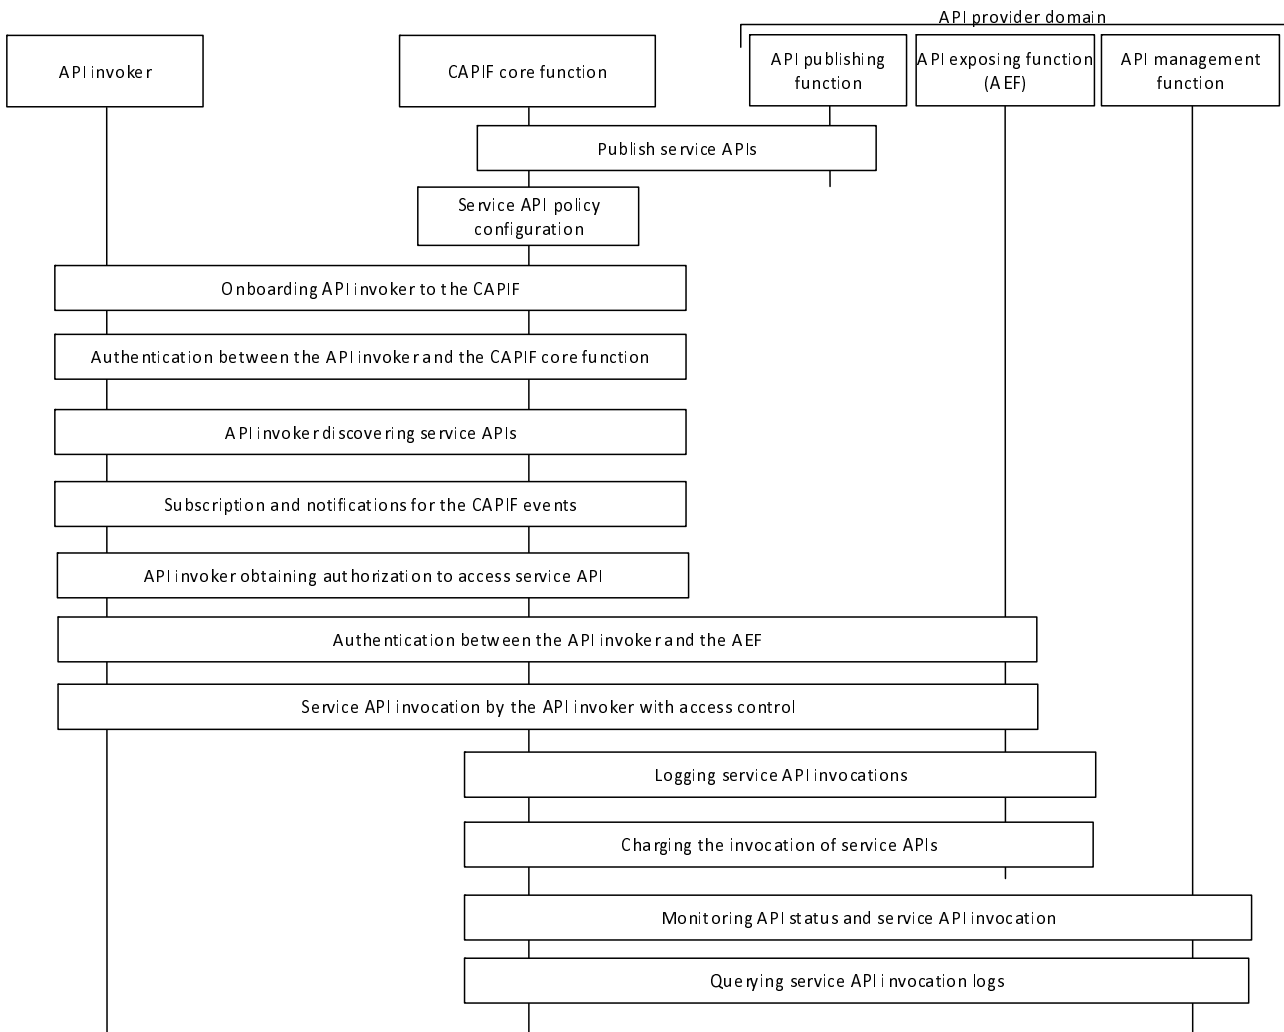 API provider domain
API invoker
CAPIF core function
API publishing
function
API exposing function
(AEF)
API management
function
Publish service APIs
Service API policy
configuration
Onboarding API invoker to the CAPIF
Authentication between the API invoker and the CAPIF core function
API invoker discovering service APIs
Subscription and notifications for the CAPIF events
API invoker obtaining authorization to access service API
Authentication between the API invoker and the AEF
Service API invocation by the API invoker with access control
Logging service API invocations
Charging the invocation of service APIs
Monitoring API status and service API invocation
Querying service API invocation logs